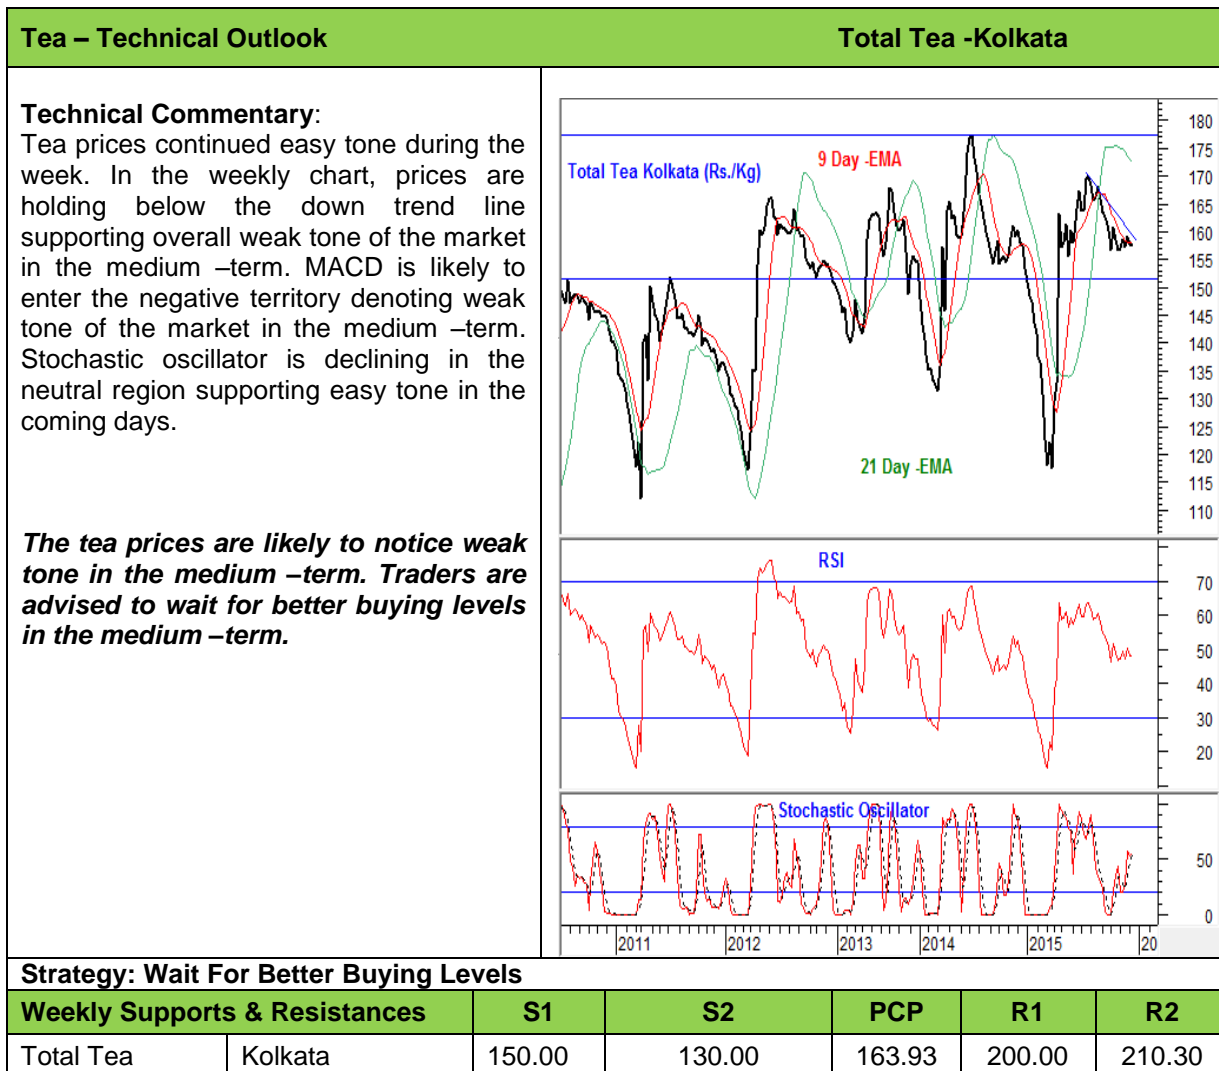 Tea – Technical Outlook Total Tea -Kolkata
Technical Commentary:
Tea prices continued easy tone during the
week. In the weekly chart, prices are
holding below the down trend line
supporting overall weak tone of the market
in the medium –term. MACD is likely to
enter the negative territory denoting weak
tone of the market in the medium –term.
Stochastic oscillator is declining in the
neutral region supporting easy tone in the
coming days.
The tea prices are likely to notice weak
tone in the medium –term. Traders are
advised to wait for better buying levels
in the medium –term.
Total Tea Kolkata (Rs./Kg)
9 Day -EMA
21 Day -EMA
180
175
170
165
160
155
150
145
140
135
130
125
120
115
110
RSI
70
60
50
40
30
20
Stochastic Oscillator
50
0
2011 2012 2013 2014 2015 20
Strategy: Wait For Better Buying Levels
Weekly Supports & Resistances S1 S2 PCP R1 R2
Total Tea Kolkata 150.00 130.00 163.93 200.00 210.30